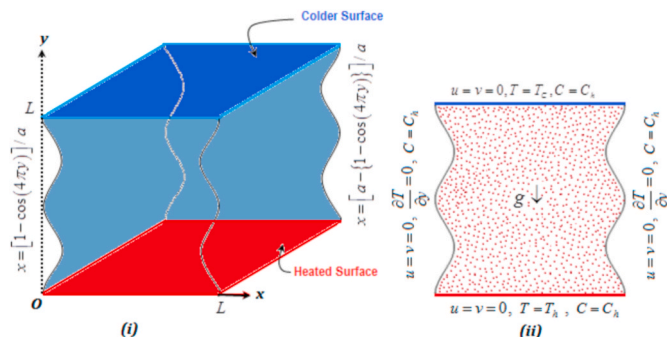 Colder Surface
y
L
x=[1-cos(4πy)]/a
x=[a-{1-cos(4πy)}]/a
Heated Surface
O
L
x
(i)
u=v=0,T=T_c,C=C_h
u=v=0, ∂T/∂y=0, C=C_h
g↓
u=v=0, ∂T/∂y=0, C=C_h
u=v=0, T=T_h, C=C_h
(ii)